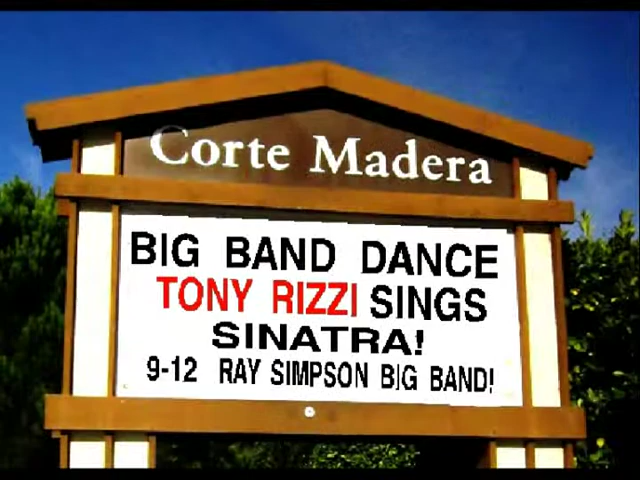 Corte Madera
BIG BAND DANCE
TONY RIZZI SINGS
SINATRA!
9-12 RAY SIMPSON BIG BAND!